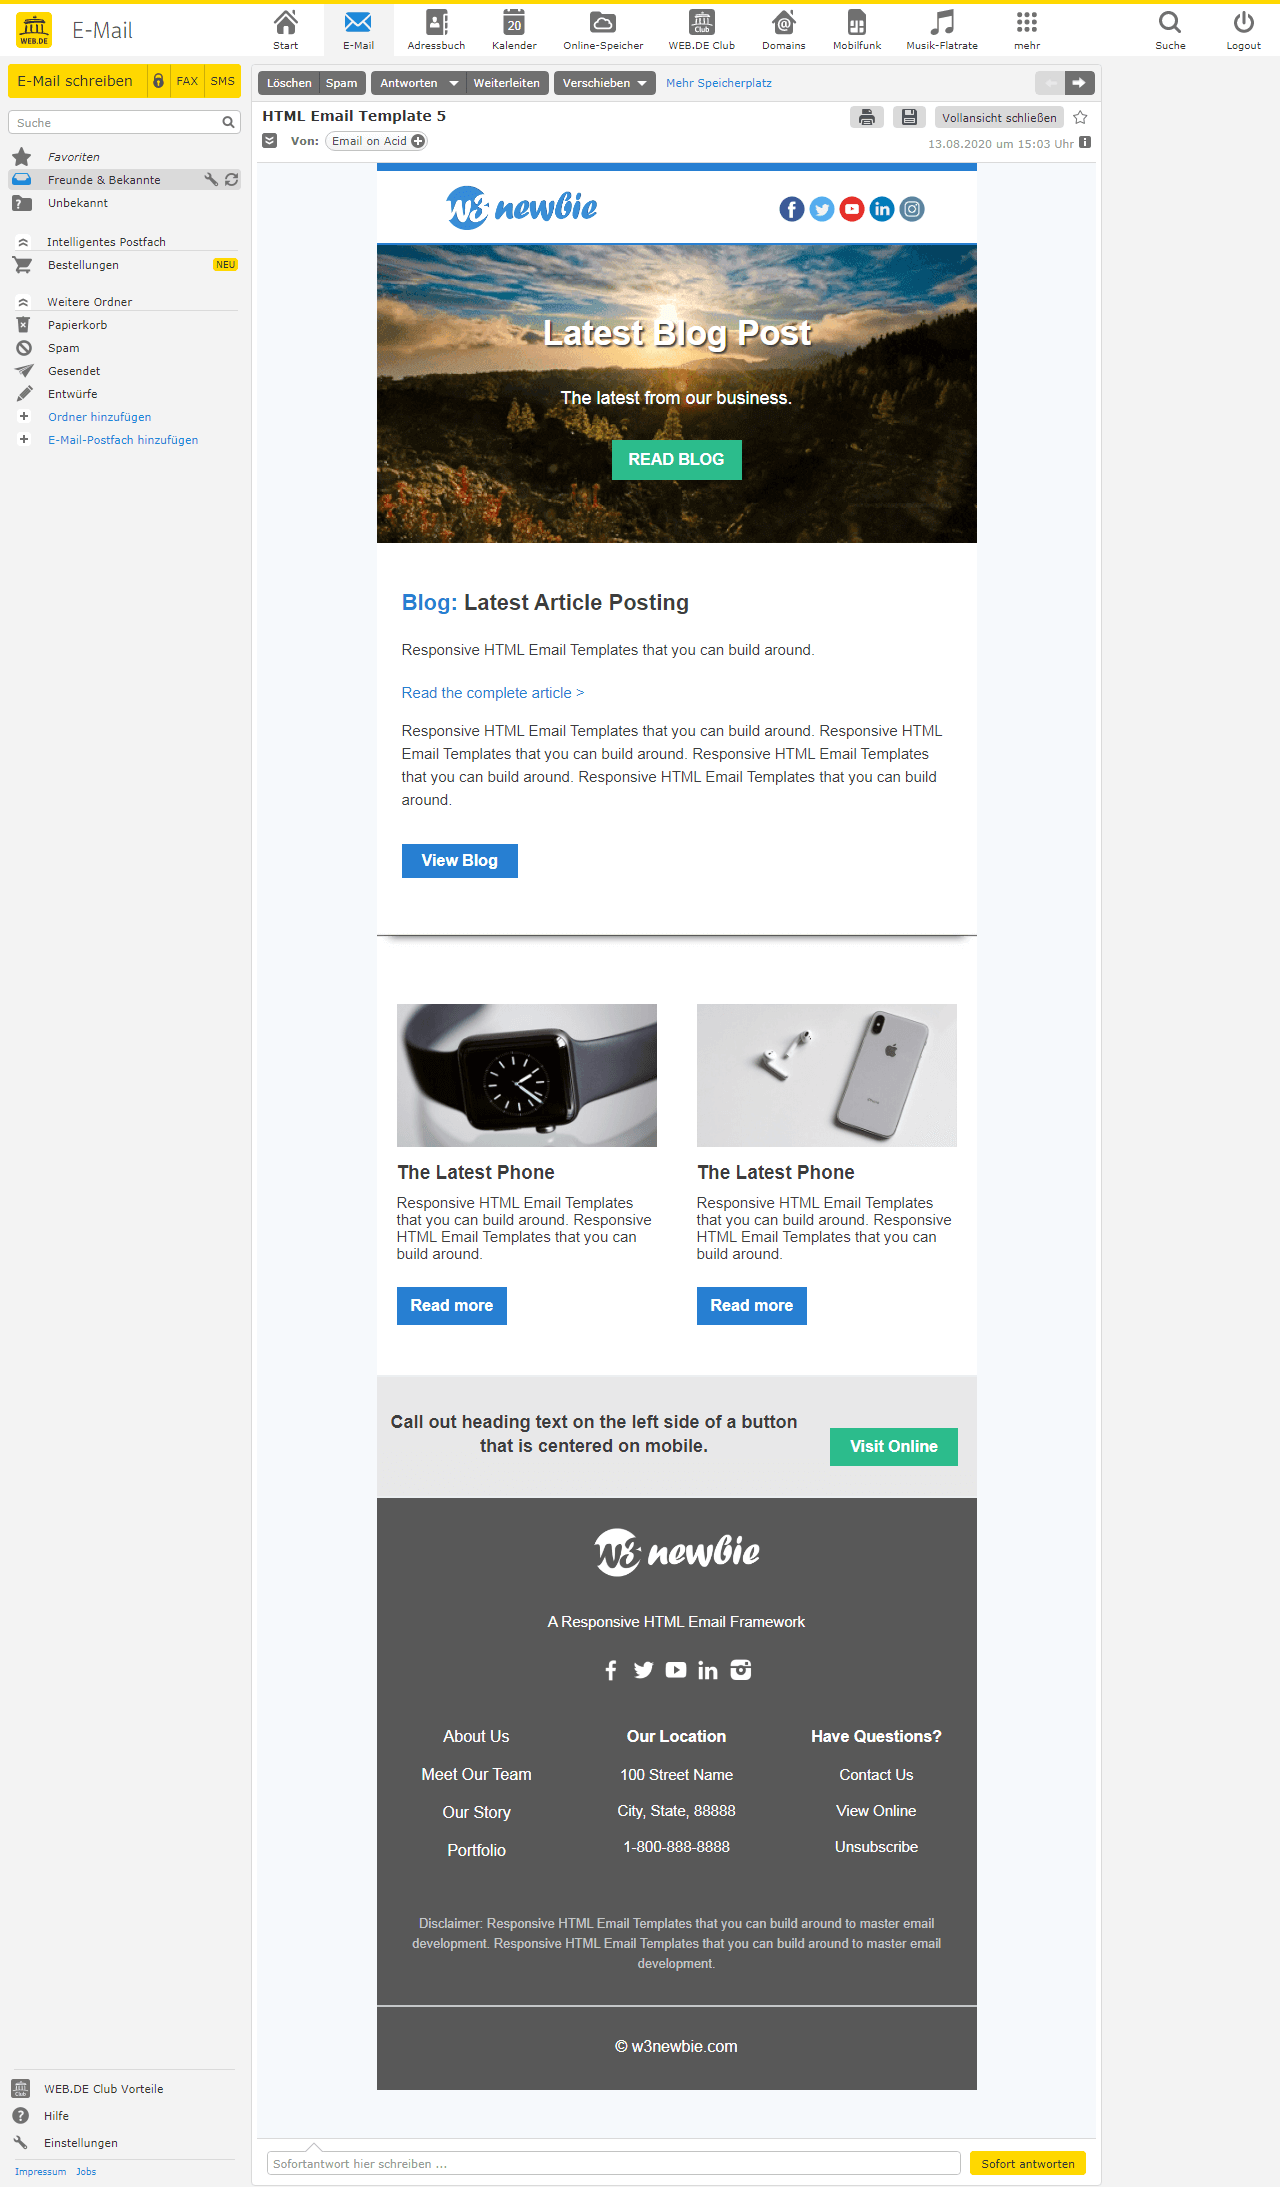 WEB.DE
E-Mail
Start
E-Mail
Adressbuch
20
Kalender
Online-Speicher
Club
WEB.DE Club
Domains
Mobilfunk
Musik-Flatrate
mehr
Suche
Logout
E-Mail schreiben
FAX
SMS
Löschen
Spam
Antworten
Weiterleiten
Verschieben
Mehr Speicherplatz
HTML Email Template 5
Vollansicht schließen
Von: Email on Acid
13.08.2020 um 15:03 Uhr
Suche
Favoriten
Freunde & Bekannte
Unbekannt
Intelligentes Postfach
Bestellungen
NEU
Weitere Ordner
Papierkorb
Spam
Gesendet
Entwürfe
Ordner hinzufügen
E-Mail-Postfach hinzufügen
W3 newbie
Latest Blog Post
The latest from our business.
READ BLOG
Blog: Latest Article Posting
Responsive HTML Email Templates that you can build around.
Read the complete article >
Responsive HTML Email Templates that you can build around. Responsive HTML
Email Templates that you can build around. Responsive HTML Email Templates
that you can build around. Responsive HTML Email Templates that you can build
around.
View Blog
The Latest Phone
Responsive HTML Email Templates
that you can build around. Responsive
HTML Email Templates that you can
build around.
Read more
iPhone
The Latest Phone
Responsive HTML Email Templates
that you can build around. Responsive
HTML Email Templates that you can
build around.
Read more
Call out heading text on the left side of a button
that is centered on mobile.
Visit Online
W3 newbie
A Responsive HTML Email Framework
About Us
Meet Our Team
Our Story
Portfolio
Our Location
100 Street Name
City, State, 88888
1-800-888-8888
Have Questions?
Contact Us
View Online
Unsubscribe
Disclaimer: Responsive HTML Email Templates that you can build around to master email
development. Responsive HTML Email Templates that you can build around to master email
development.
© w3newbie.com
Club
WEB.DE Club Vorteile
Hilfe
Einstellungen
Impressum
Jobs
Sofortantwort hier schreiben ...
Sofort antworten